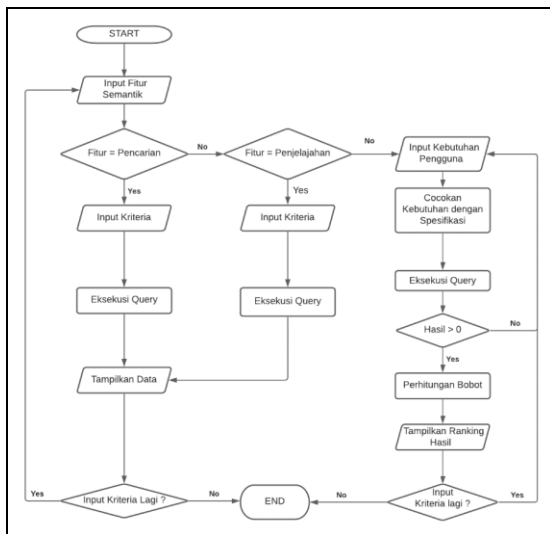 START
Input Fitur
Semantik
Fitur = Pencarian
No
Fitur = Penjelajahan
No
Input Kebutuhan
Pengguna
Yes
Yes
Input Kriteria
Input Kriteria
Cocokan
Kebutuhan dengan
Spesifikasi
Eksekusi Query
Eksekusi Query
Eksekusi Query
Hasil > 0
No
Yes
Tampilkan Data
Perhitungan Bobot
Tampilkan Ranking
Hasil
Yes
Input Kriteria Lagi ?
No
END
No
Input
Kriteria lagi ?
Yes